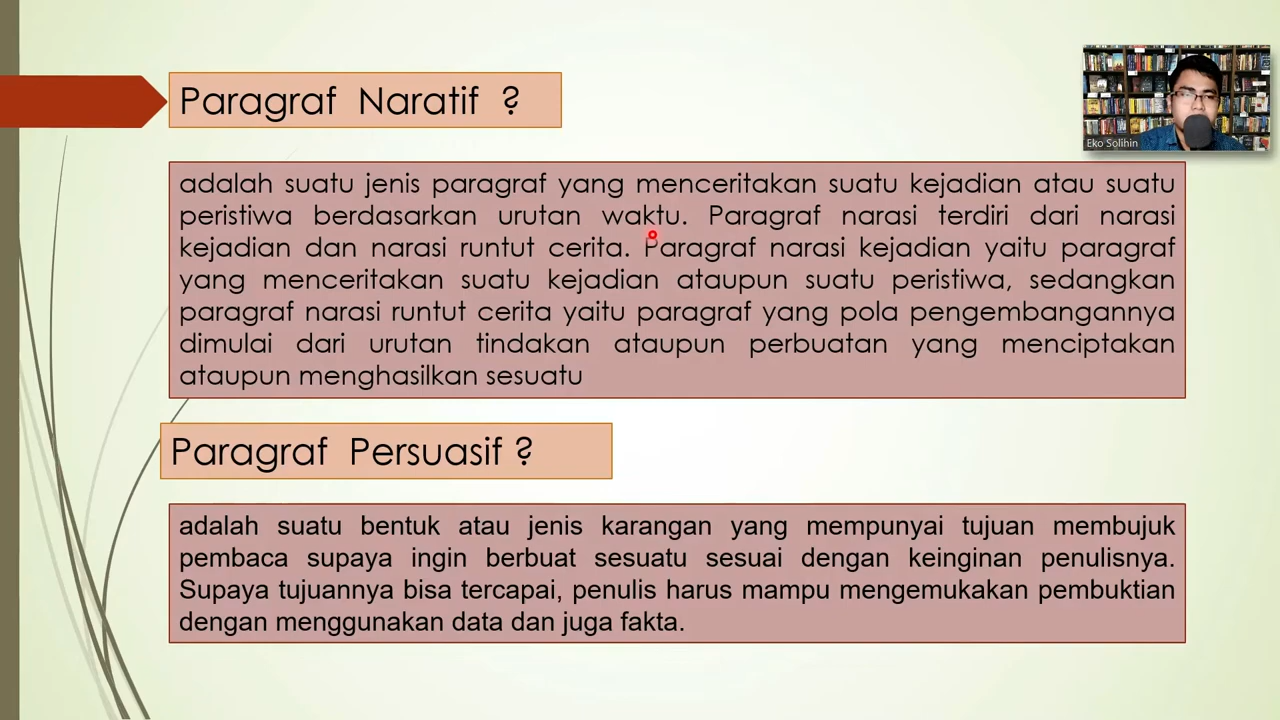 Paragraf Naratif ?
Eko Solihin
adalah suatu jenis paragraf yang menceritakan suatu kejadian atau suatu
peristiwa berdasarkan urutan waktu. Paragraf narasi terdiri dari narasi
kejadian dan narasi runtut cerita. Paragraf narasi kejadian yaitu paragraf
yang menceritakan suatu kejadian ataupun suatu peristiwa, sedangkan
paragraf narasi runtut cerita yaitu paragraf yang pola pengembangannya
dimulai dari urutan tindakan ataupun perbuatan yang menciptakan
ataupun menghasilkan sesuatu
Paragraf Persuasif ?
adalah suatu bentuk atau jenis karangan yang mempunyai tujuan membujuk
pembaca supaya ingin berbuat sesuatu sesuai dengan keinginan penulisnya.
Supaya tujuannya bisa tercapai, penulis harus mampu mengemukakan pembuktian
dengan menggunakan data dan juga fakta.